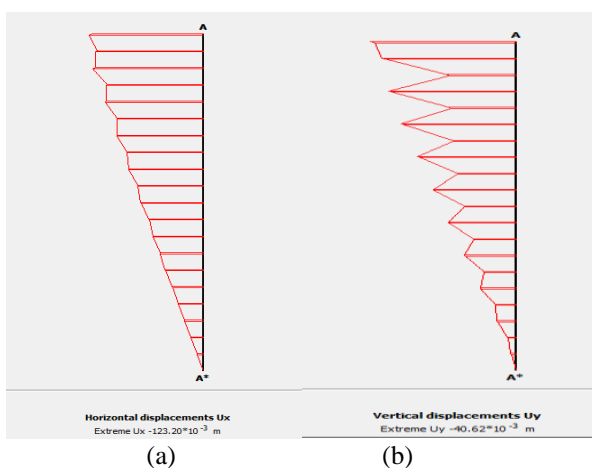 A
A*
Horizontal displacements Ux
Extreme Ux -123.20*10⁻³ m
(a)
A
A*
Vertical displacements Uy
Extreme Uy -40.62*10⁻³ m
(b)